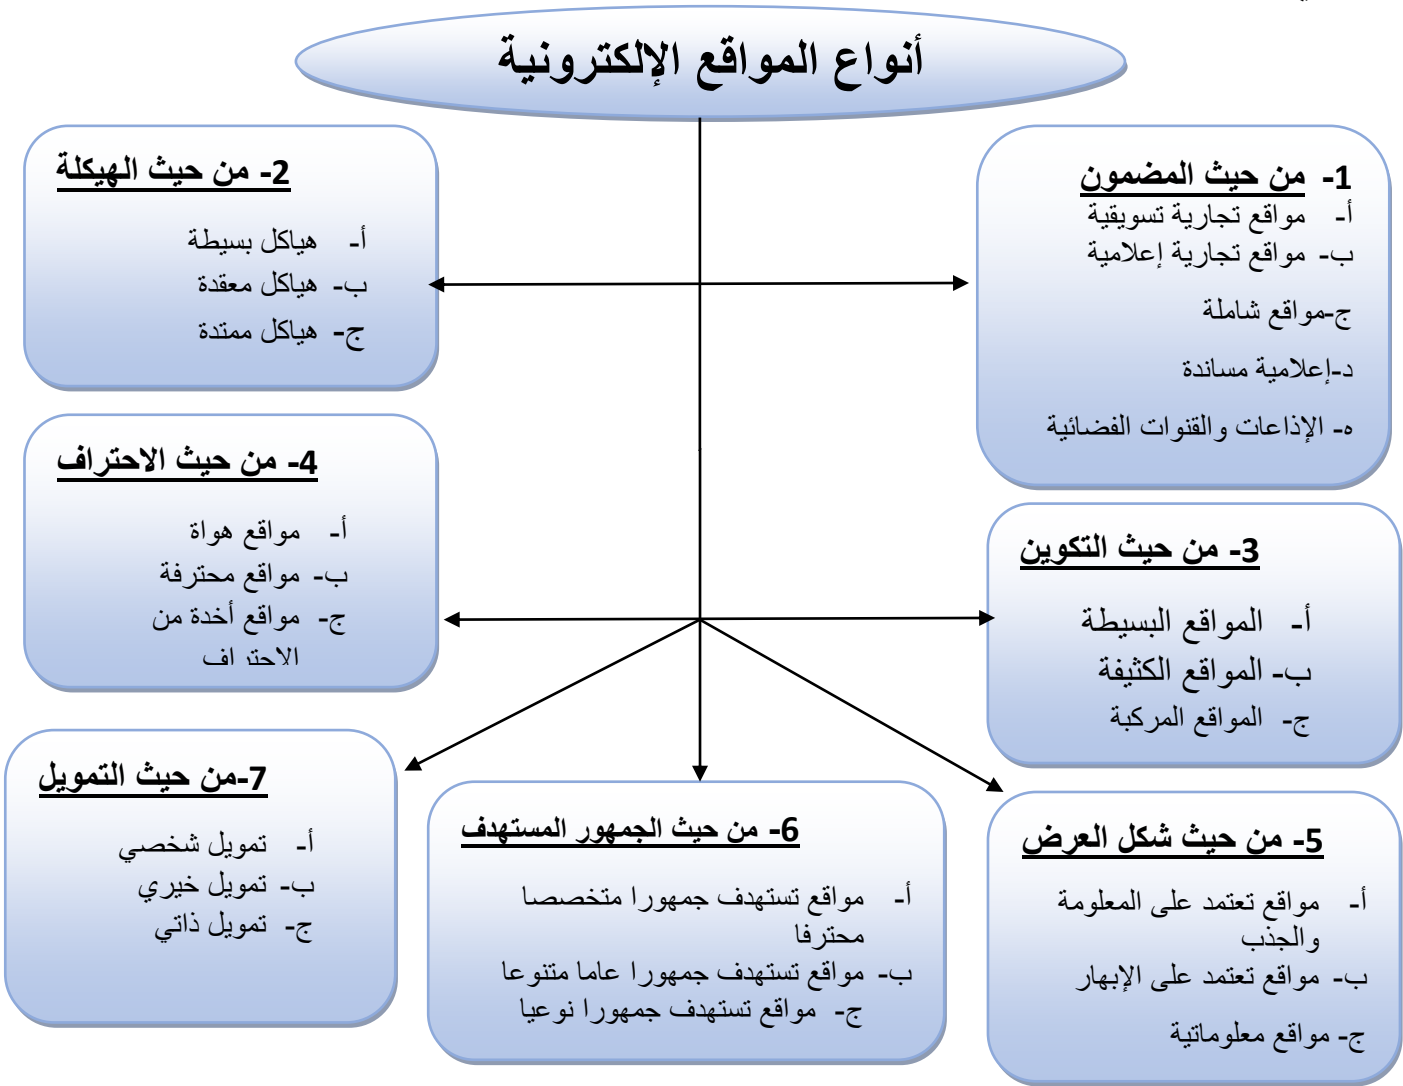 أنواع المواقع الإلكترونية
1- من حيث المضمون
أ- مواقع تجارية تسويقية
ب- مواقع تجارية إعلامية
ج-مواقع شاملة
د-إعلامية مساندة
ه- الإذاعات والقنوات الفضائية
2- من حيث الهيكلة
أ- هياكل بسيطة
ب- هياكل معقدة
ج- هياكل ممتدة
3- من حيث التكوين
أ- المواقع البسيطة
ب- المواقع الكثيفة
ج- المواقع المركبة
4- من حيث الاحتراف
أ- مواقع هواة
ب- مواقع محترفة
ج- مواقع أخدة من
الاحتراف
5- من حيث شكل العرض
أ- مواقع تعتمد على المعلومة
والجذب
ب- مواقع تعتمد على الإبهار
ج- مواقع معلوماتية
6- من حيث الجمهور المستهدف
أ- مواقع تستهدف جمهورا متخصصا
محترفا
ب- مواقع تستهدف جمهورا عاما متنوعا
ج- مواقع تستهدف جمهورا نوعيا
7-من حيث التمويل
أ- تمويل شخصي
ب- تمويل خيري
ج- تمويل ذاتي